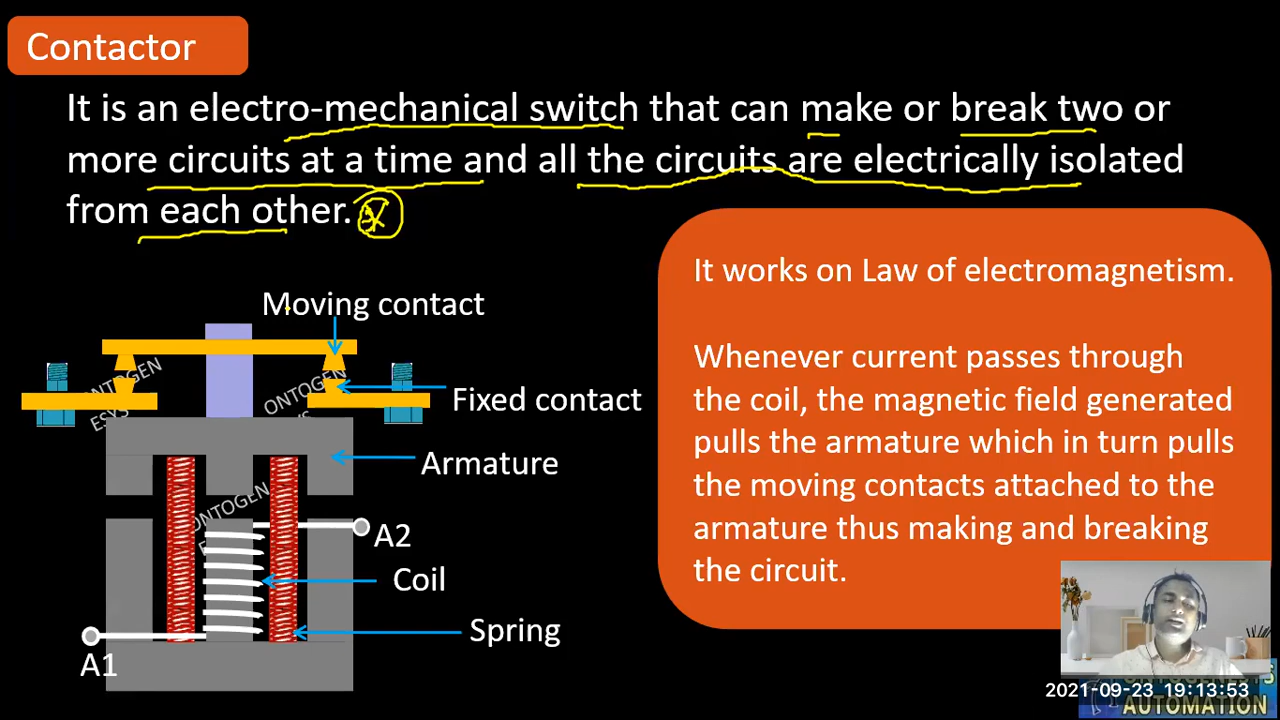 Contactor
It is an electro-mechanical switch that can make or break two or
more circuits at a time and all the circuits are electrically isolated
from each other.
It works on Law of electromagnetism.
Whenever current passes through
the coil, the magnetic field generated
pulls the armature which in turn pulls
the moving contacts attached to the
armature thus making and breaking
the circuit.
Moving contact
Fixed contact
Armature
A2
Coil
Spring
A1
ONTOGEN
ONTOGEN
ESYS
2021-09-23 19:13:53
AUTOMATION